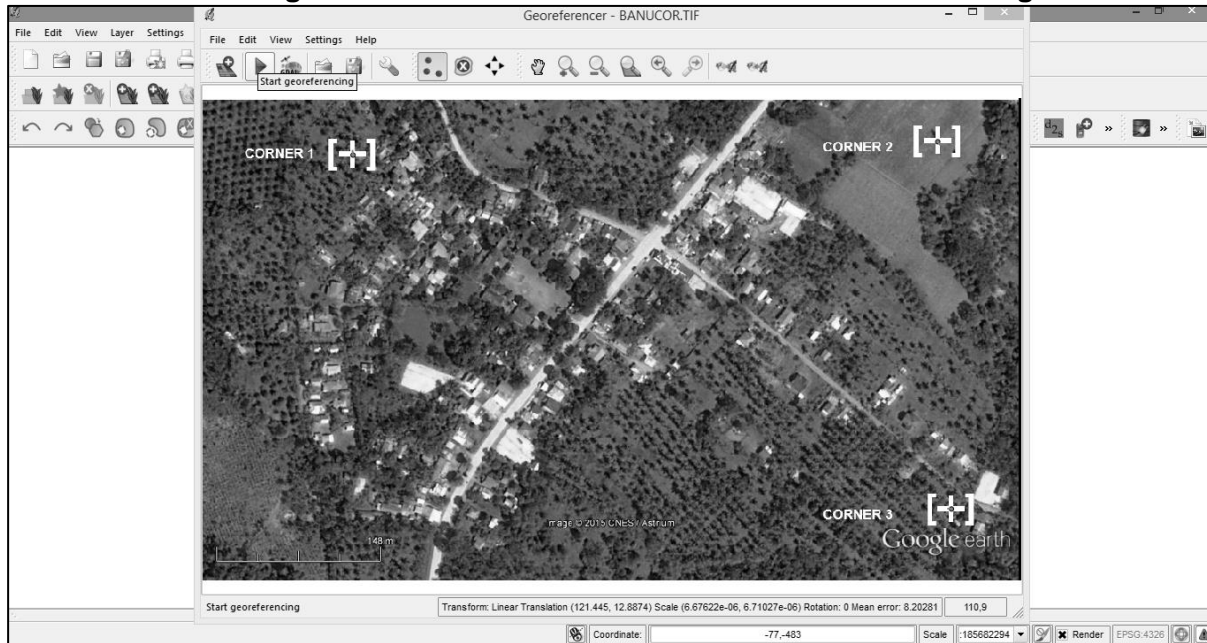 Georeferencer - BANUCOR.TIF
File Edit View Layer Settings
File Edit View Settings Help
Start georeferencing
CORNER 1
CORNER 2
CORNER 3
mage © 2015 CNES / Astrium
Google earth
148 m
Start georeferencing
Transform: Linear Translation (121.445, 12.8874) Scale (6.67622e-06, 6.71027e-06) Rotation: 0 Mean error: 8.20281
110,9
Coordinate:
-77,-483
Scale
:185682294
Render
EPSG:4326